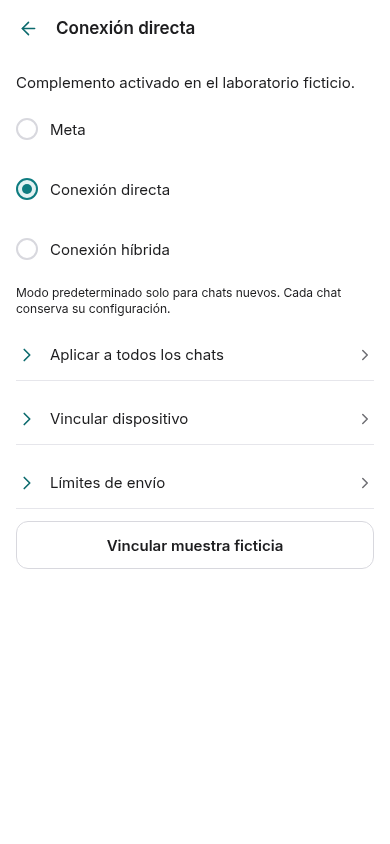 Conexión directa
Complemento activado en el laboratorio ficticio.
Meta
Conexión directa
Conexión híbrida
Modo predeterminado solo para chats nuevos. Cada chat
conserva su configuración.
Aplicar a todos los chats
Vincular dispositivo
Límites de envío
Vincular muestra ficticia